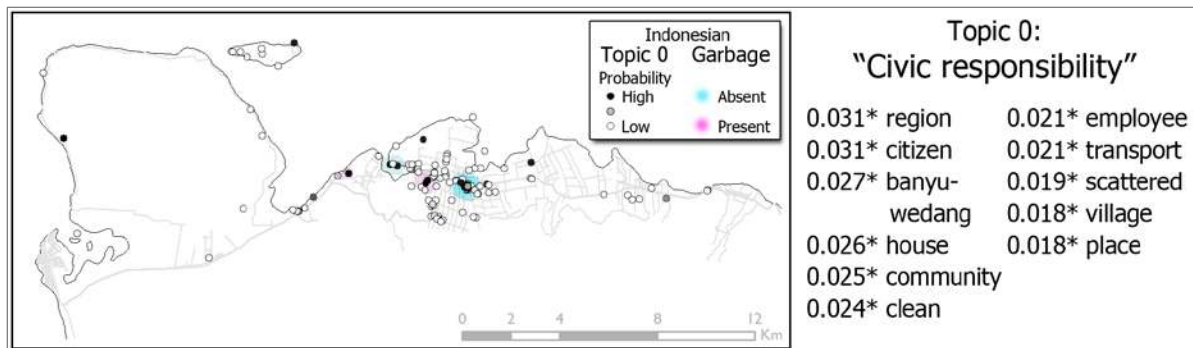 Indonesian
Topic 0 Garbage
Probability
High Absent
Low Present
0 2 4 8 12
Km
Topic 0:
“Civic responsibility”
0.031* region
0.031* citizen
0.027* banyu-
wedang
0.026* house
0.025* community
0.024* clean
0.021* employee
0.021* transport
0.019* scattered
0.018* village
0.018* place